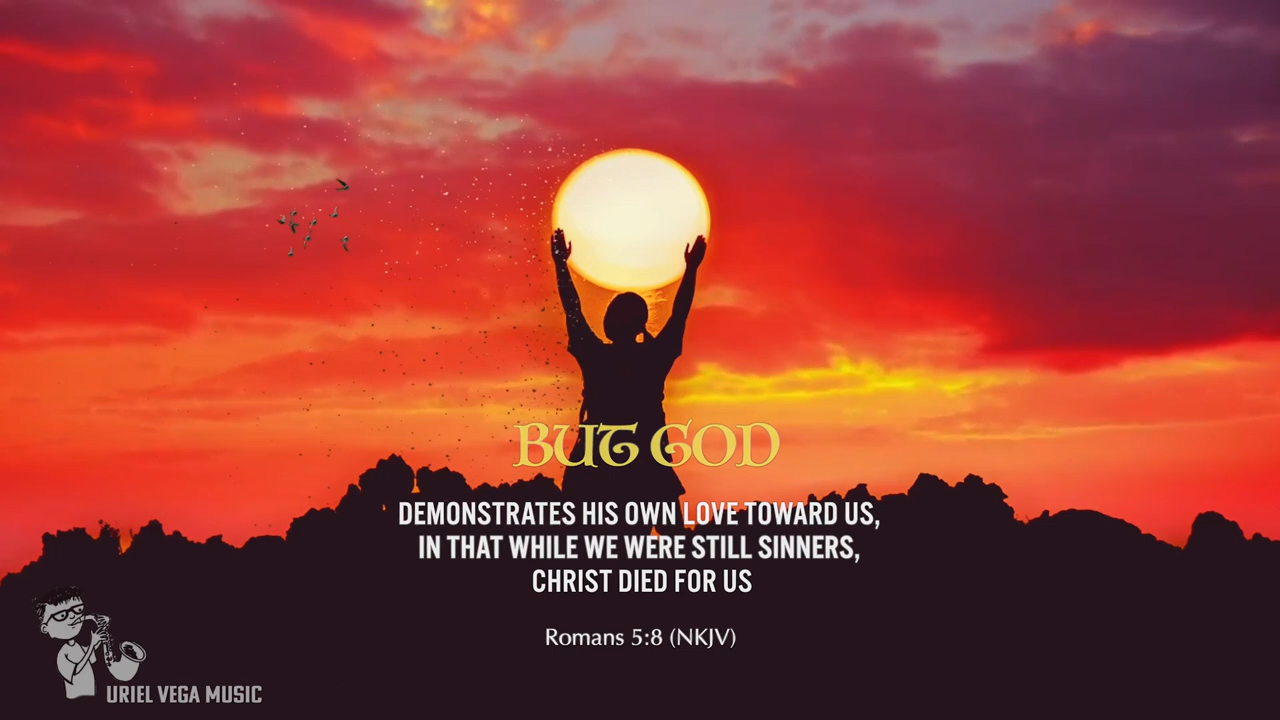 BUT GOD
DEMONSTRATES HIS OWN LOVE TOWARD US,
IN THAT WHILE WE WERE STILL SINNERS,
CHRIST DIED FOR US
Romans 5:8 (NKJV)
URIEL VEGA MUSIC